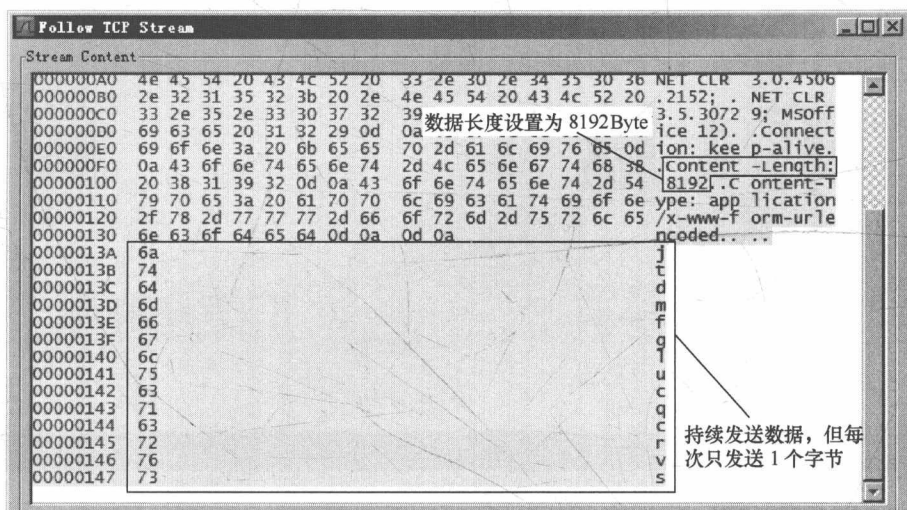 Follow TCP Stream
Stream Content
000000A0 4e 45 54 20 43 4c 52 20 33 2e 30 2e 34 35 30 36 NET CLR 3.0.4506
000000B0 2e 32 31 35 32 3b 20 2e 4e 45 54 20 43 4c 52 20 .2152; . NET CLR
000000C0 33 2e 35 2e 33 30 37 32 39 3.5.3072 9; MSOff
数据长度设置为 8192Byte
000000D0 69 63 65 20 31 32 29 0d 0a ice 12). .Connect
000000E0 69 6f 6e 3a 20 6b 65 65 70 2d 61 6c 69 76 65 0d ion: kee p-alive.
000000F0 0a 43 6f 6e 74 65 6e 74 2d 4c 65 6e 67 74 68 38 .Content -Length:
00000100 20 38 31 39 32 0d 0a 43 6f 6e 74 65 6e 74 2d 54 8192..C ontent-T
00000110 79 70 65 3a 20 61 70 70 6c 69 63 61 74 69 6f 6e ype: app lication
00000120 2f 78 2d 77 77 77 2d 66 6f 72 6d 2d 75 72 6c 65 /x-www-f orm-urle
00000130 6e 63 6f 64 65 64 0d 0a 0d 0a ncoded.. ..
0000013A 6a j
0000013B 74 t
0000013C 64 d
0000013D 6d m
0000013E 66 f
0000013F 67 g
00000140 6c l
00000141 75 u
00000142 63 c
00000143 71 q
00000144 63 c
00000145 72 r
00000146 76 v
00000147 73 s
持续发送数据，但每
次只发送 1 个字节